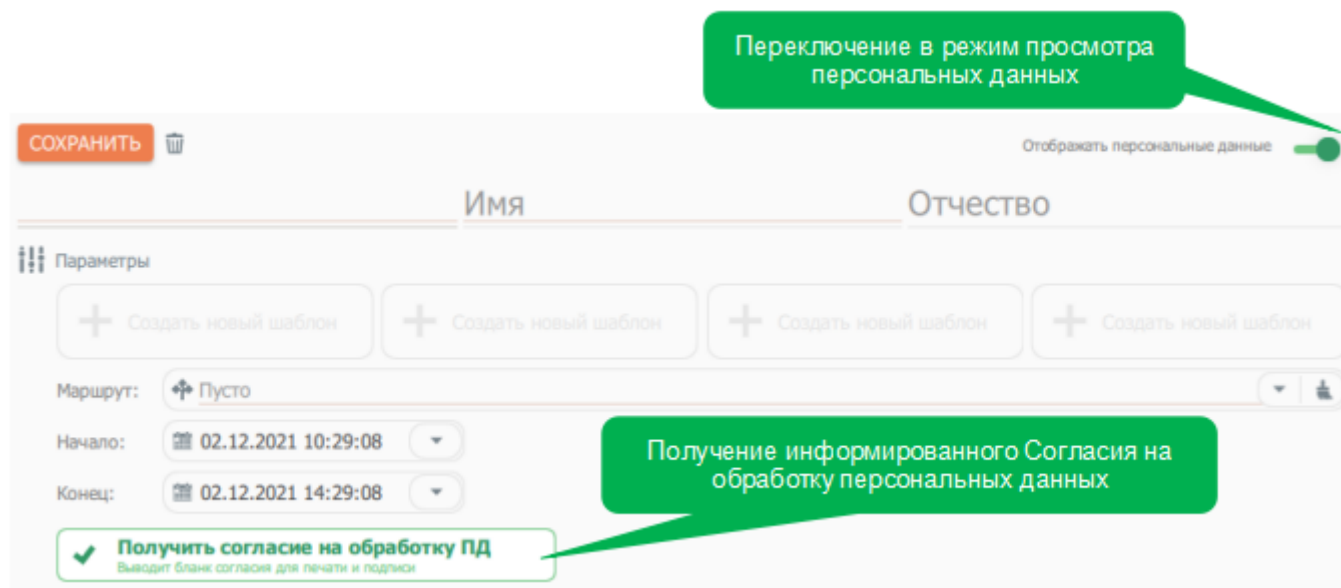 Переключение в режим просмотра
персональных данных
СОХРАНИТЬ
Отображать персональные данные
Имя
Отчество
Параметры
Создать новый шаблон
Создать новый шаблон
Создать новый шаблон
Создать новый шаблон
Маршрут:
Пусто
Начало:
02.12.2021 10:29:08
Получение информированного Согласия на
обработку персональных данных
Конец:
02.12.2021 14:29:08
Получить согласие на обработку ПД
Выводит бланк согласия для печати и подписи